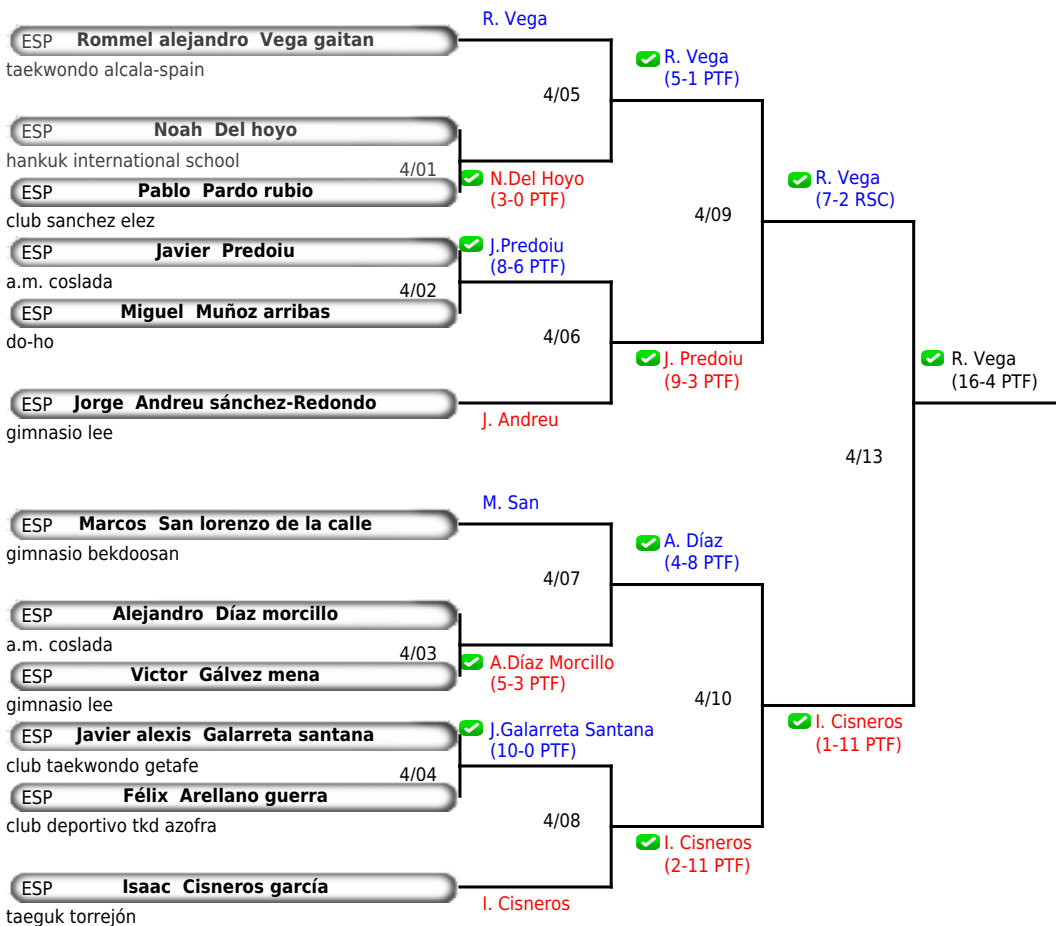 R. Vega
ESP Rommel alejandro Vega gaitan
taekwondo alcala-spain
R. Vega
(5-1 PTF)
4/05
ESP Noah Del hoyo
hankuk international school
4/01
N.Del Hoyo
(3-0 PTF)
ESP Pablo Pardo rubio
club sanchez elez
R. Vega
(7-2 RSC)
4/09
ESP Javier Predoiu
a.m. coslada
J.Predoiu
(8-6 PTF)
4/02
ESP Miguel Muñoz arribas
do-ho
4/06
J. Predoiu
(9-3 PTF)
R. Vega
(16-4 PTF)
ESP Jorge Andreu sánchez-Redondo
gimnasio lee
J. Andreu
4/13
M. San
ESP Marcos San lorenzo de la calle
gimnasio bekdoosan
A. Díaz
(4-8 PTF)
4/07
ESP Alejandro Díaz morcillo
a.m. coslada
4/03
A.Díaz Morcillo
(5-3 PTF)
ESP Victor Gálvez mena
gimnasio lee
4/10
I. Cisneros
(1-11 PTF)
ESP Javier alexis Galarreta santana
club taekwondo getafe
J.Galarreta Santana
(10-0 PTF)
4/04
ESP Félix Arellano guerra
club deportivo tkd azofra
4/08
I. Cisneros
(2-11 PTF)
ESP Isaac Cisneros garcía
taeguk torrejón
I. Cisneros